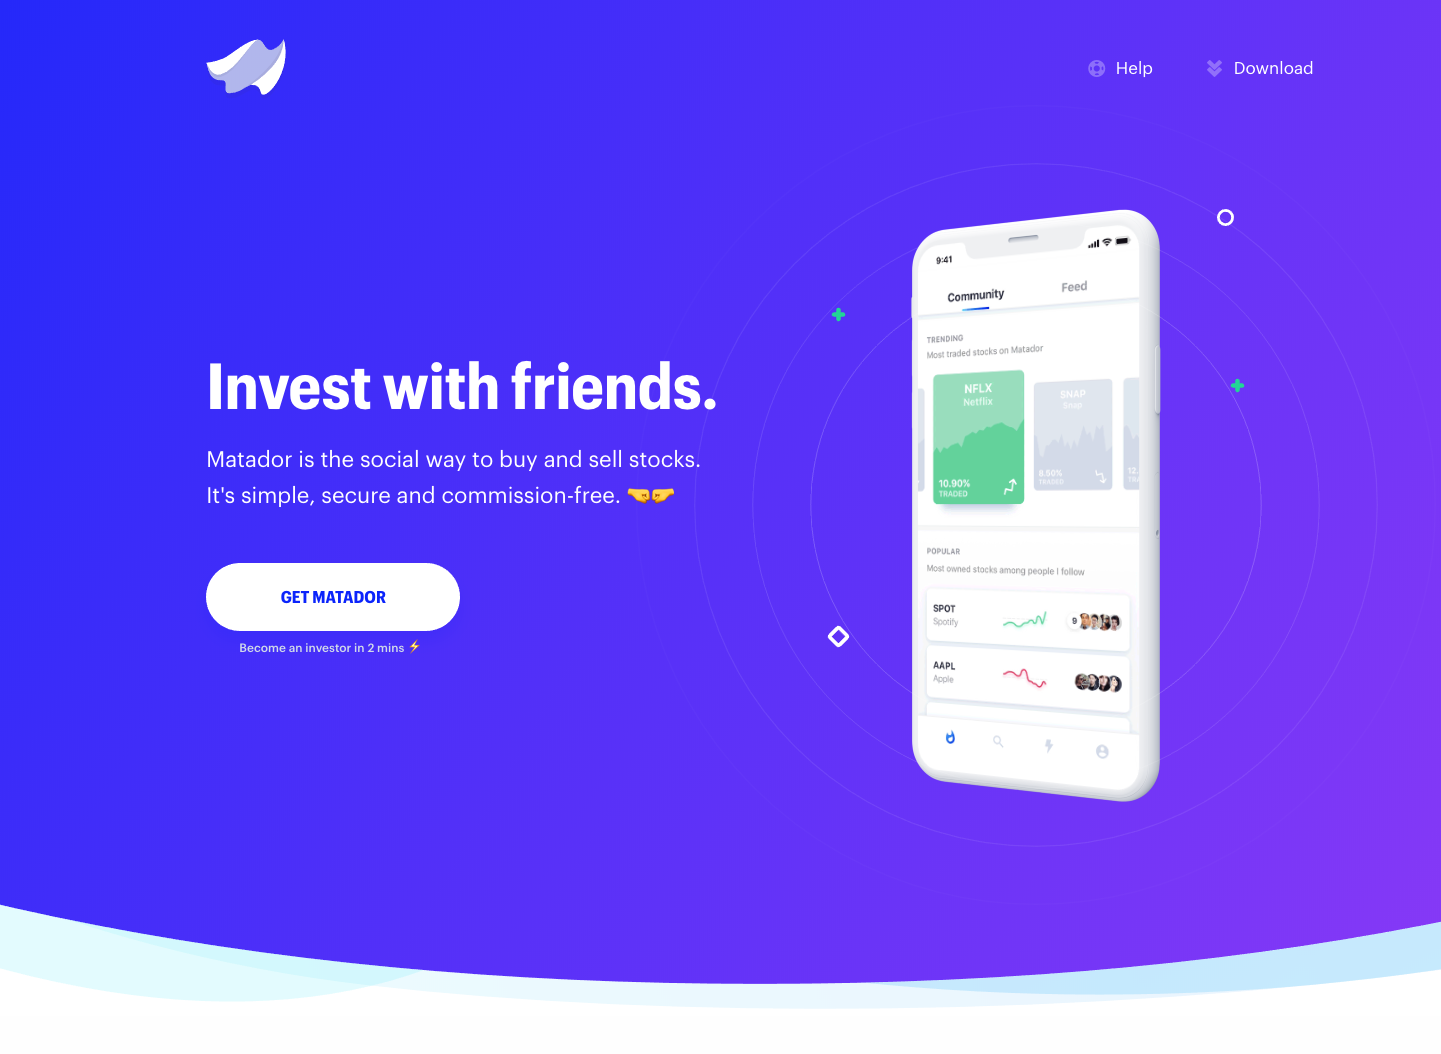 Help
Download
Invest with friends.
Matador is the social way to buy and sell stocks.
It's simple, secure and commission-free. 🤜🤛
GET MATADOR
Become an investor in 2 mins ⚡
9:41
Community
Feed
TRENDING
Most traded stocks on Matador
NFLX
Netflix
10.90%
TRADED
SNAP
Snap
8.90%
TRADED
12.
POPULAR
Most owned stocks among people I follow
SPOT
Spotify
9
AAPL
Apple